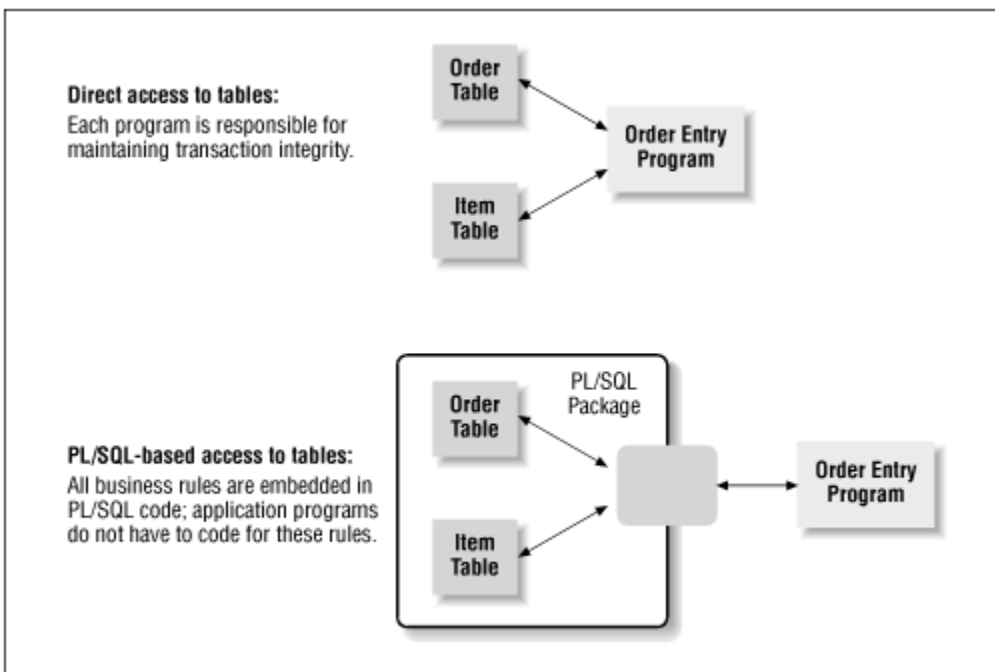 Direct access to tables:
Each program is responsible for
maintaining transaction integrity.
Order
Table
Order Entry
Program
Item
Table
PL/SQL-based access to tables:
All business rules are embedded in
PL/SQL code; application programs
do not have to code for these rules.
PL/SQL
Package
Order
Table
Item
Table
Order Entry
Program